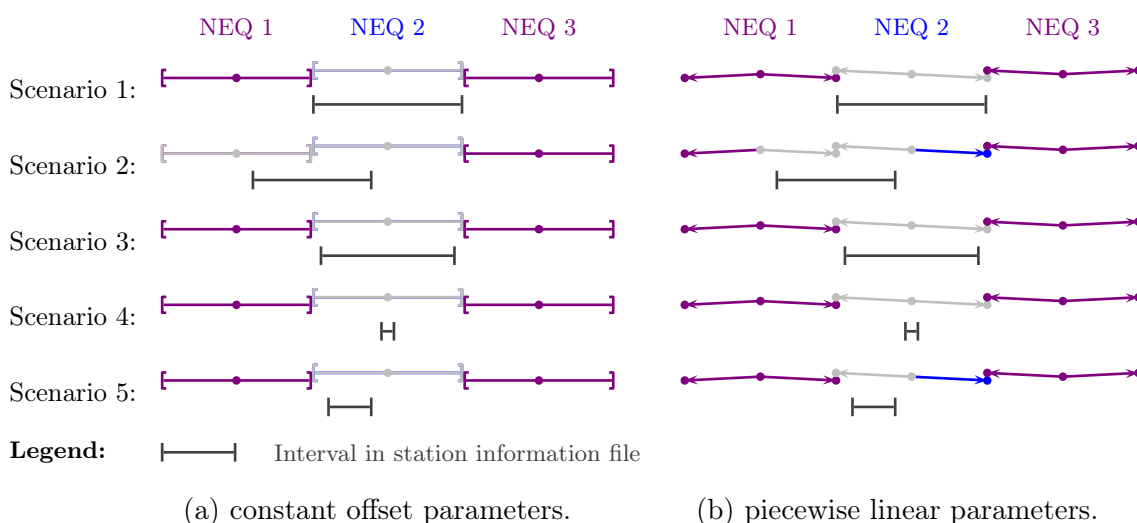 NEQ 1 NEQ 2 NEQ 3 NEQ 1 NEQ 2 NEQ 3
Scenario 1:
Scenario 2:
Scenario 3:
Scenario 4:
Scenario 5:
Legend: Interval in station information file
(a) constant offset parameters. (b) piecewise linear parameters.